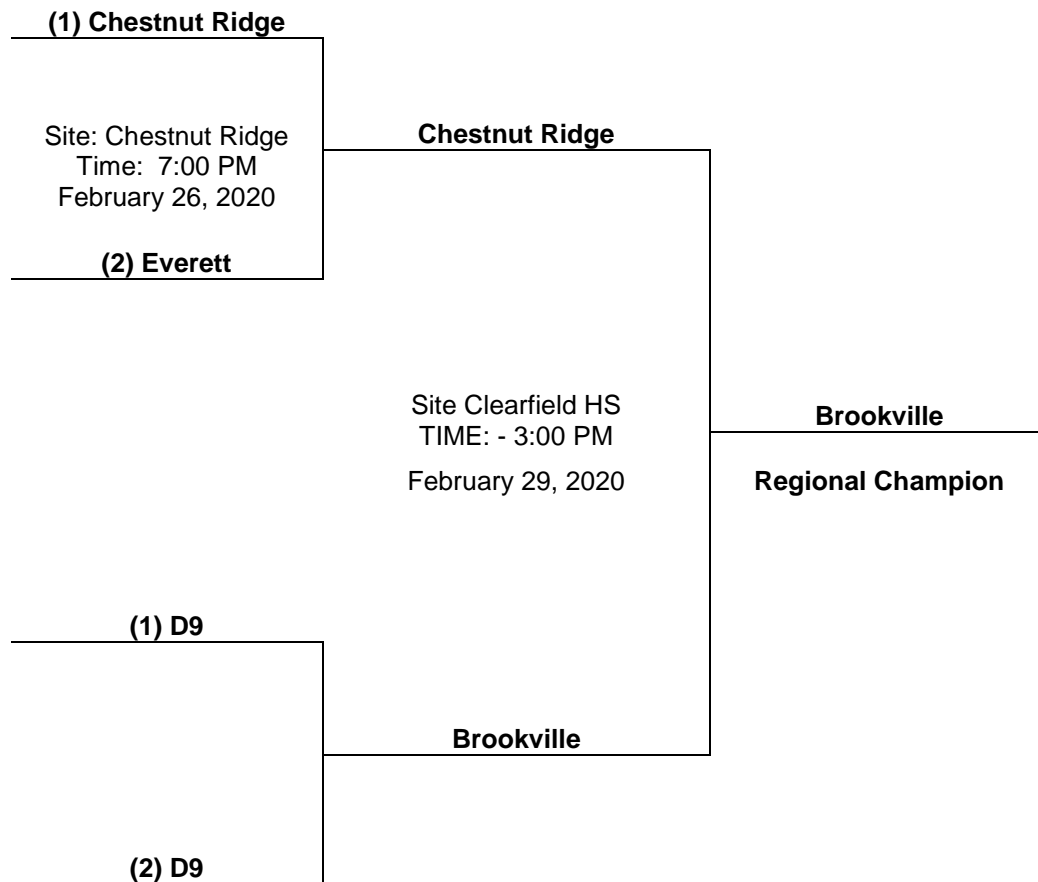 (1) Chestnut Ridge
Site: Chestnut Ridge
Time: 7:00 PM
February 26, 2020
(2) Everett
Chestnut Ridge
Site Clearfield HS
TIME: - 3:00 PM
February 29, 2020
Brookville
Regional Champion
(1) D9
Brookville
(2) D9